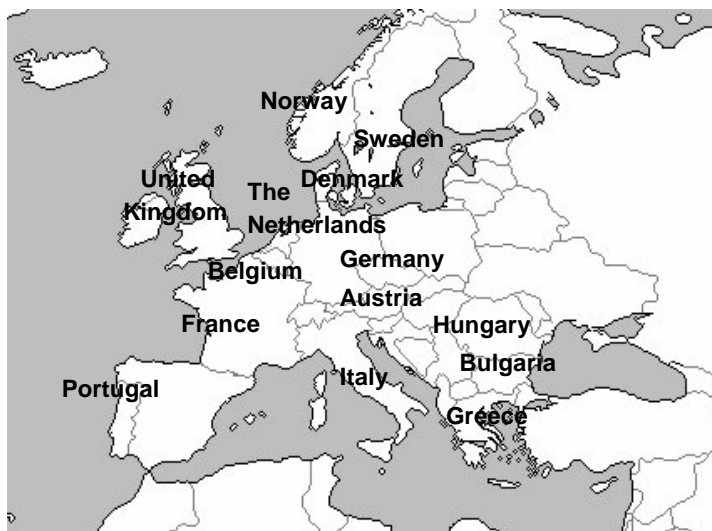 Norway
Sweden
United
Kingdom
The
Netherlands
Denmark
Belgium
Germany
Austria
France
Hungary
Bulgaria
Portugal
Italy
Greece